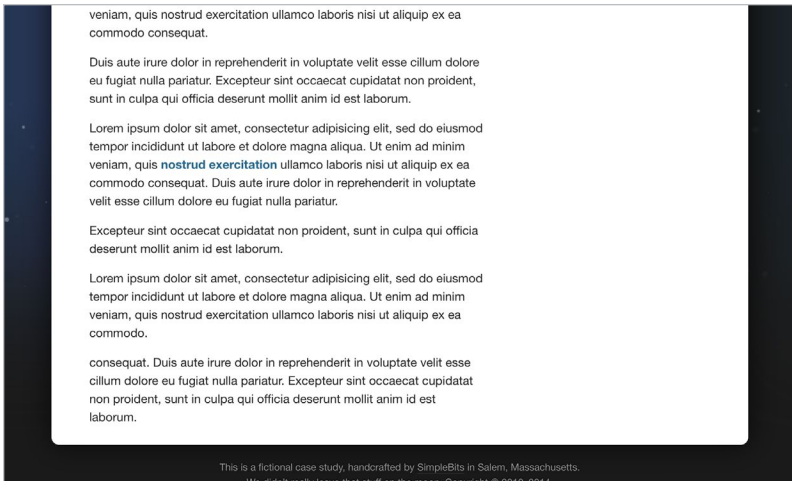 veniam, quis nostrud exercitation ullamco laboris nisi ut aliquip ex ea
commodo consequat.
Duis aute irure dolor in reprehenderit in voluptate velit esse cillum dolore
eu fugiat nulla pariatur. Excepteur sint occaecat cupidatat non proident,
sunt in culpa qui officia deserunt mollit anim id est laborum.
Lorem ipsum dolor sit amet, consectetur adipisicing elit, sed do eiusmod
tempor incididunt ut labore et dolore magna aliqua. Ut enim ad minim
veniam, quis nostrud exercitation ullamco laboris nisi ut aliquip ex ea
commodo consequat. Duis aute irure dolor in reprehenderit in voluptate
velit esse cillum dolore eu fugiat nulla pariatur.
Excepteur sint occaecat cupidatat non proident, sunt in culpa qui officia
deserunt mollit anim id est laborum.
Lorem ipsum dolor sit amet, consectetur adipisicing elit, sed do eiusmod
tempor incididunt ut labore et dolore magna aliqua. Ut enim ad minim
veniam, quis nostrud exercitation ullamco laboris nisi ut aliquip ex ea
commodo.
consequat. Duis aute irure dolor in reprehenderit in voluptate velit esse
cillum dolore eu fugiat nulla pariatur. Excepteur sint occaecat cupidatat
non proident, sunt in culpa qui officia deserunt mollit anim id est
laborum.
This is a fictional case study, handcrafted by SimpleBits in Salem, Massachusetts.
We didn't really leave that stuff on the moon. Copyright ©